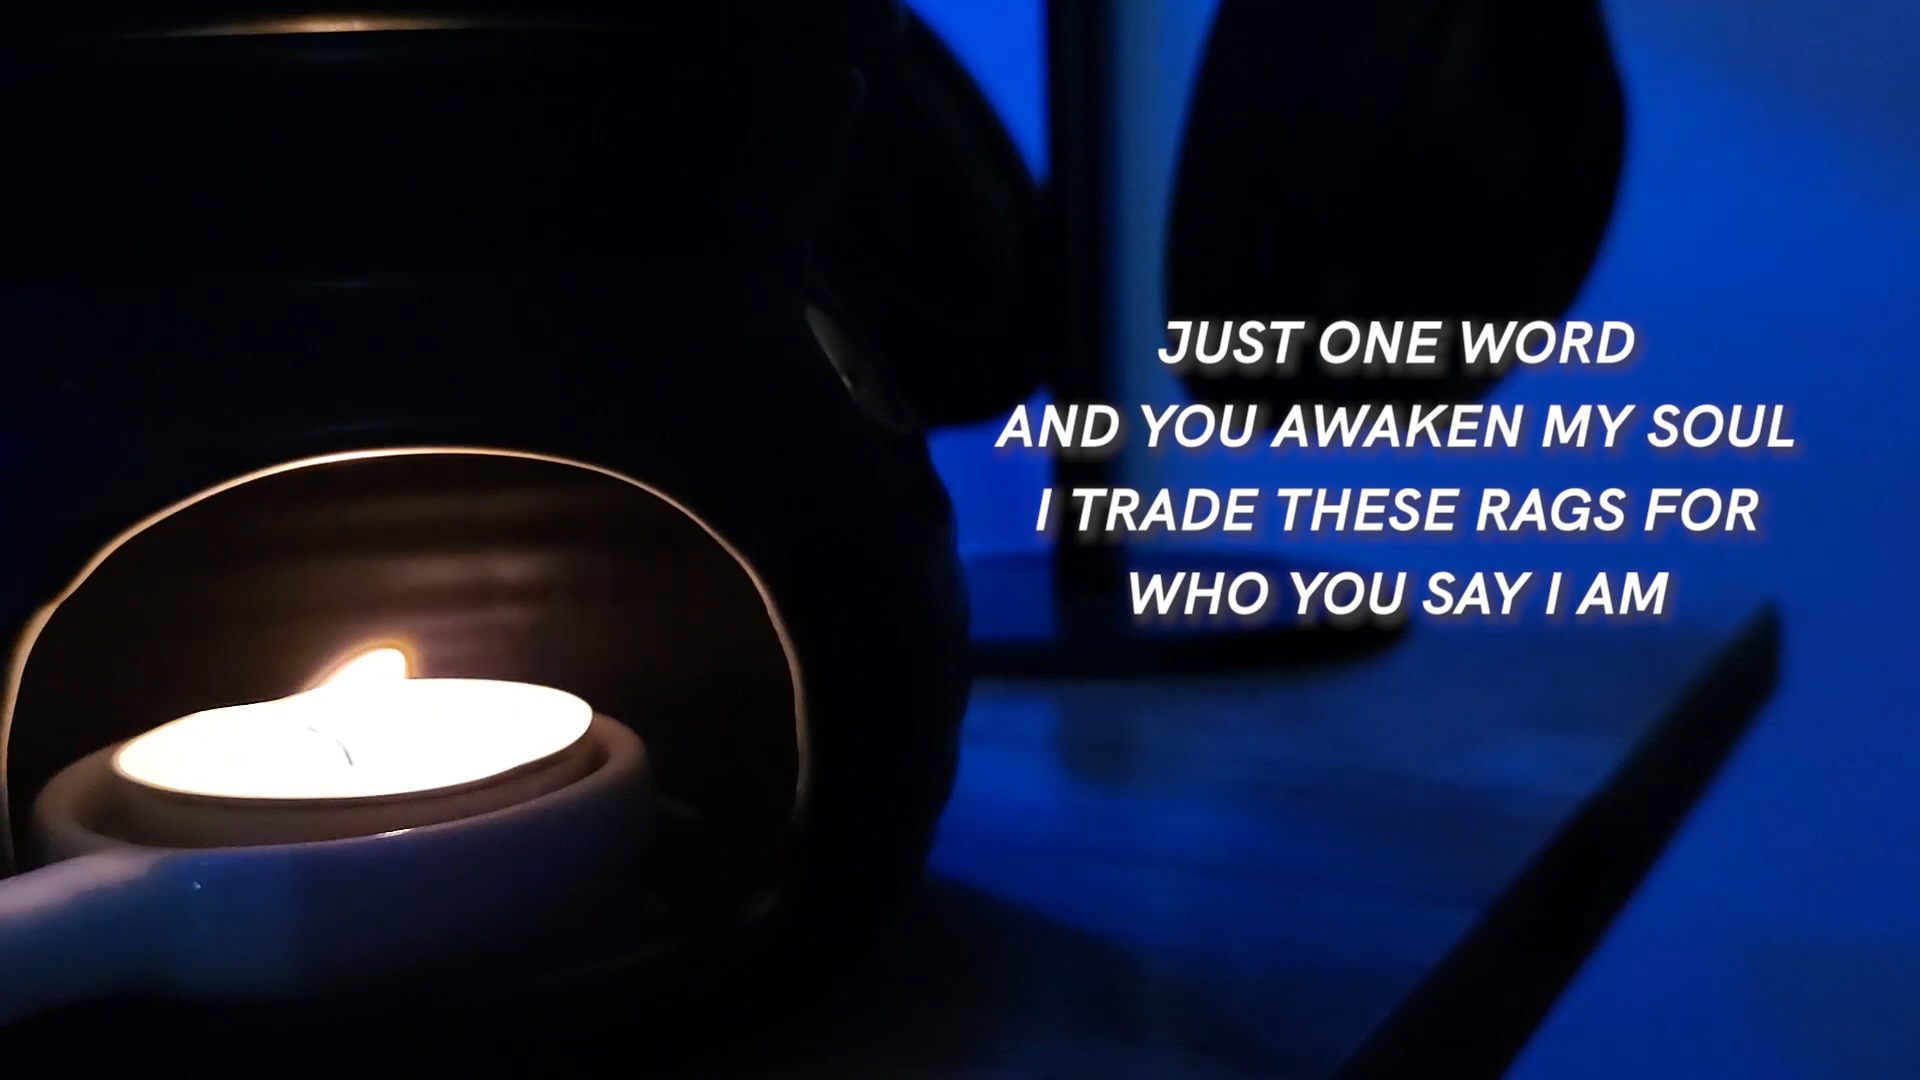 JUST ONE WORD
AND YOU AWAKEN MY SOUL
I TRADE THESE RAGS FOR
WHO YOU SAY I AM